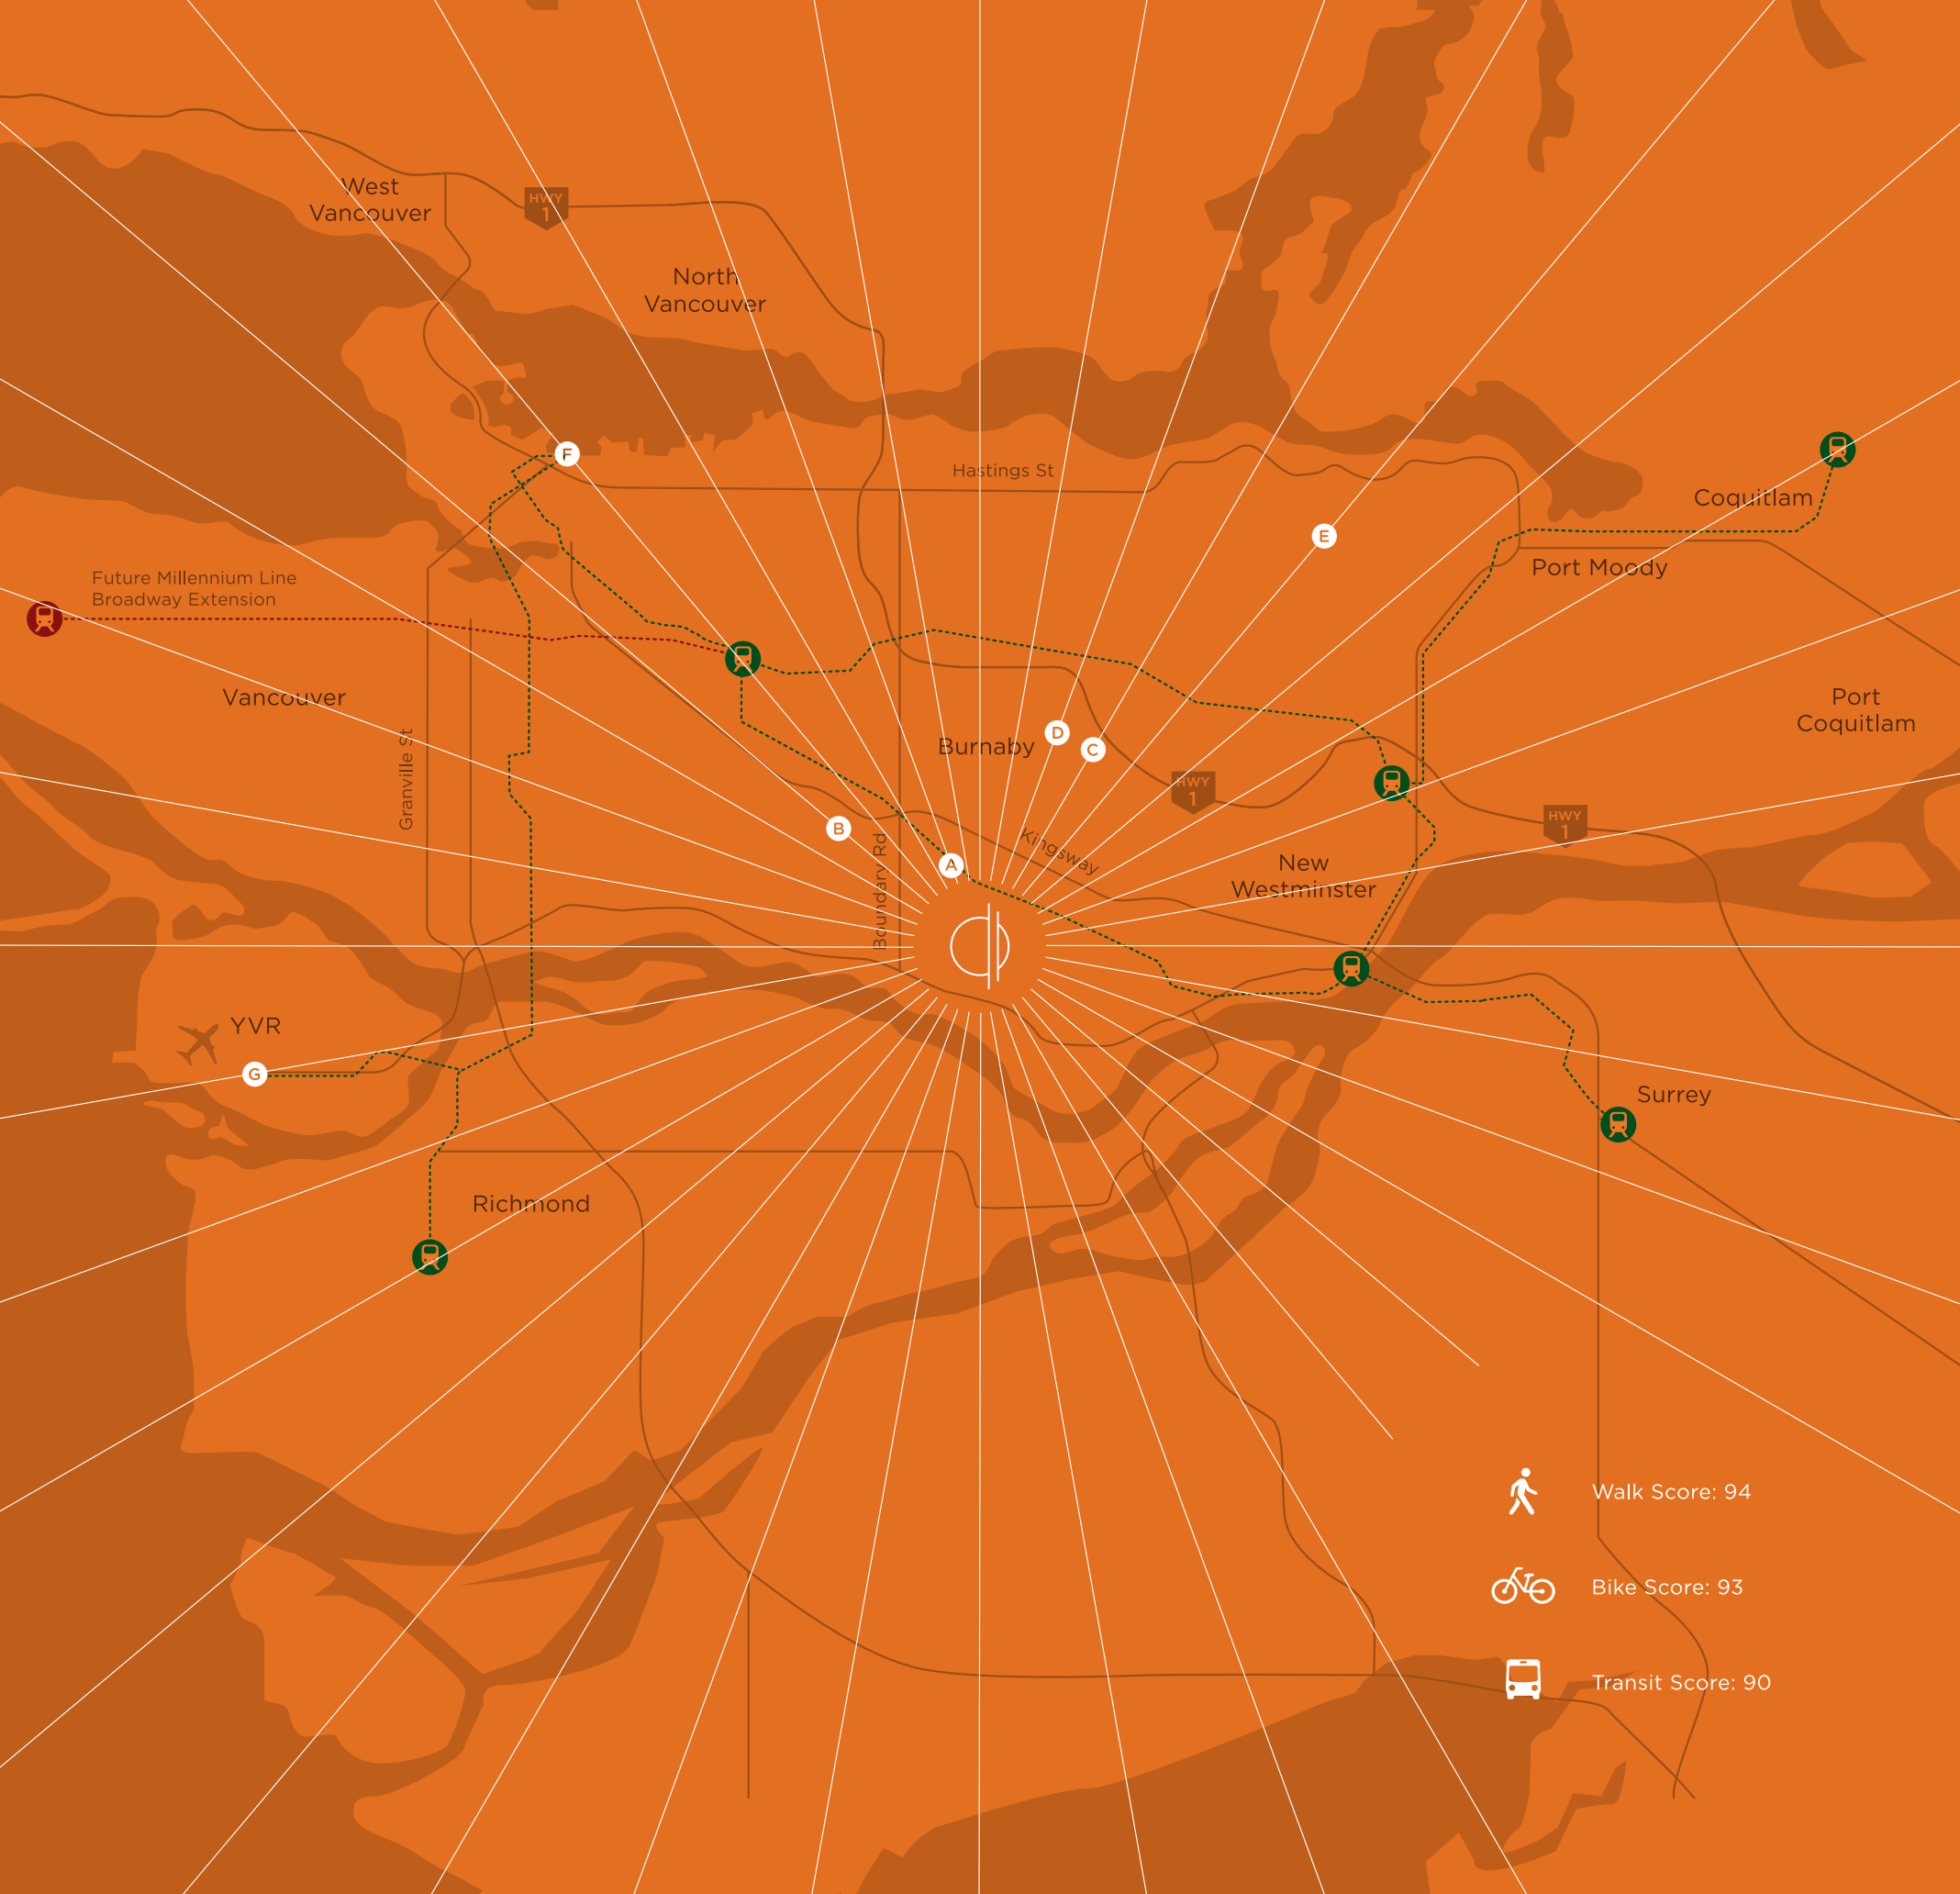 West
Vancouver
HWY
1
North
Vancouver
F
Hastings St
E
Coquitlam
Port Moody
Future Millennium Line
Broadway Extension
Vancouver
Granville St
Port
Coquitlam
Burnaby
D
C
HWY
1
HWY
1
B
A
Boundary Rd
Kingsway
New
Westminster
YVR
G
Surrey
Richmond
Walk Score: 94
Bike Score: 93
Transit Score: 90